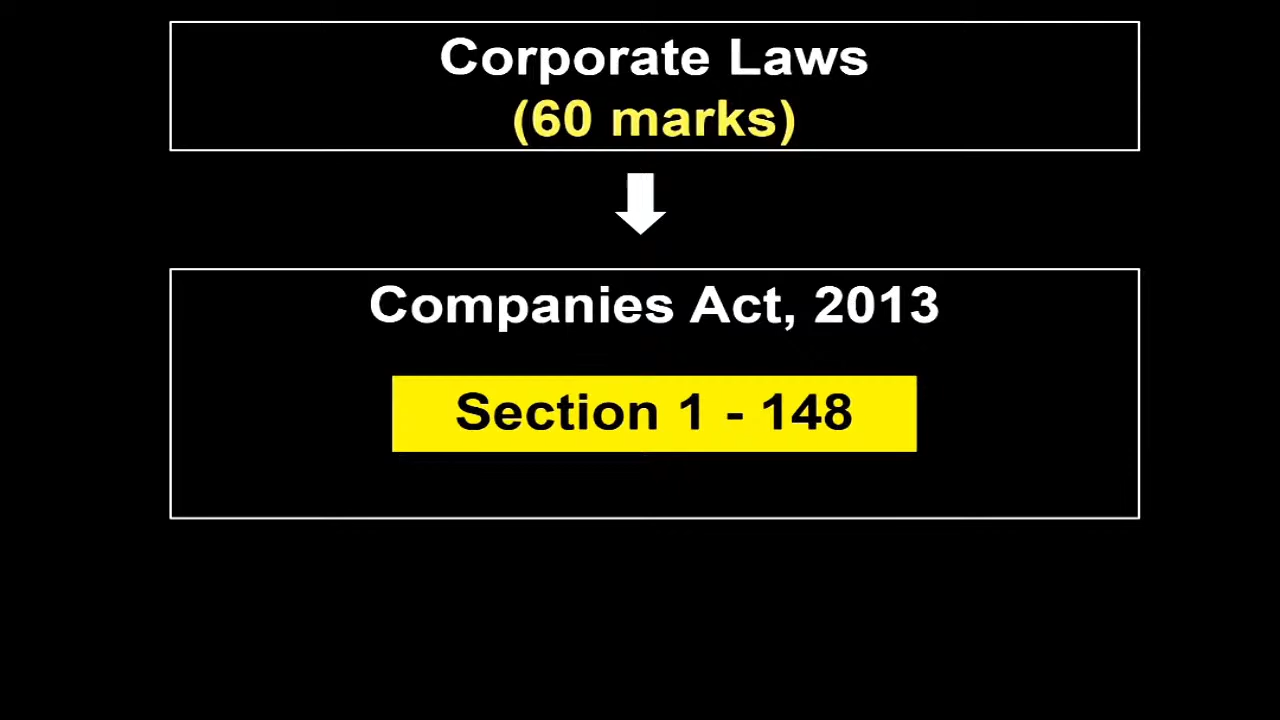 Corporate Laws
(60 marks)
Companies Act, 2013
Section 1 - 148